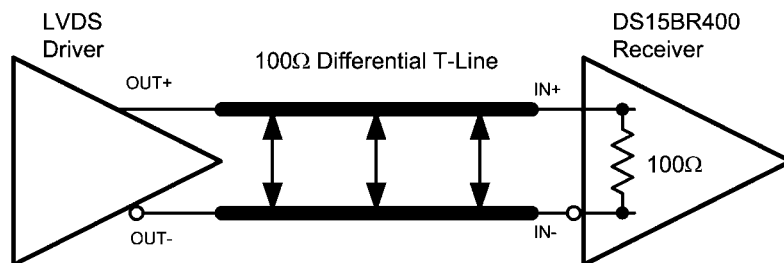 LVDS
Driver
DS15BR400
Receiver
100Ω Differential T-Line
OUT+
IN+
100Ω
OUT-
IN-